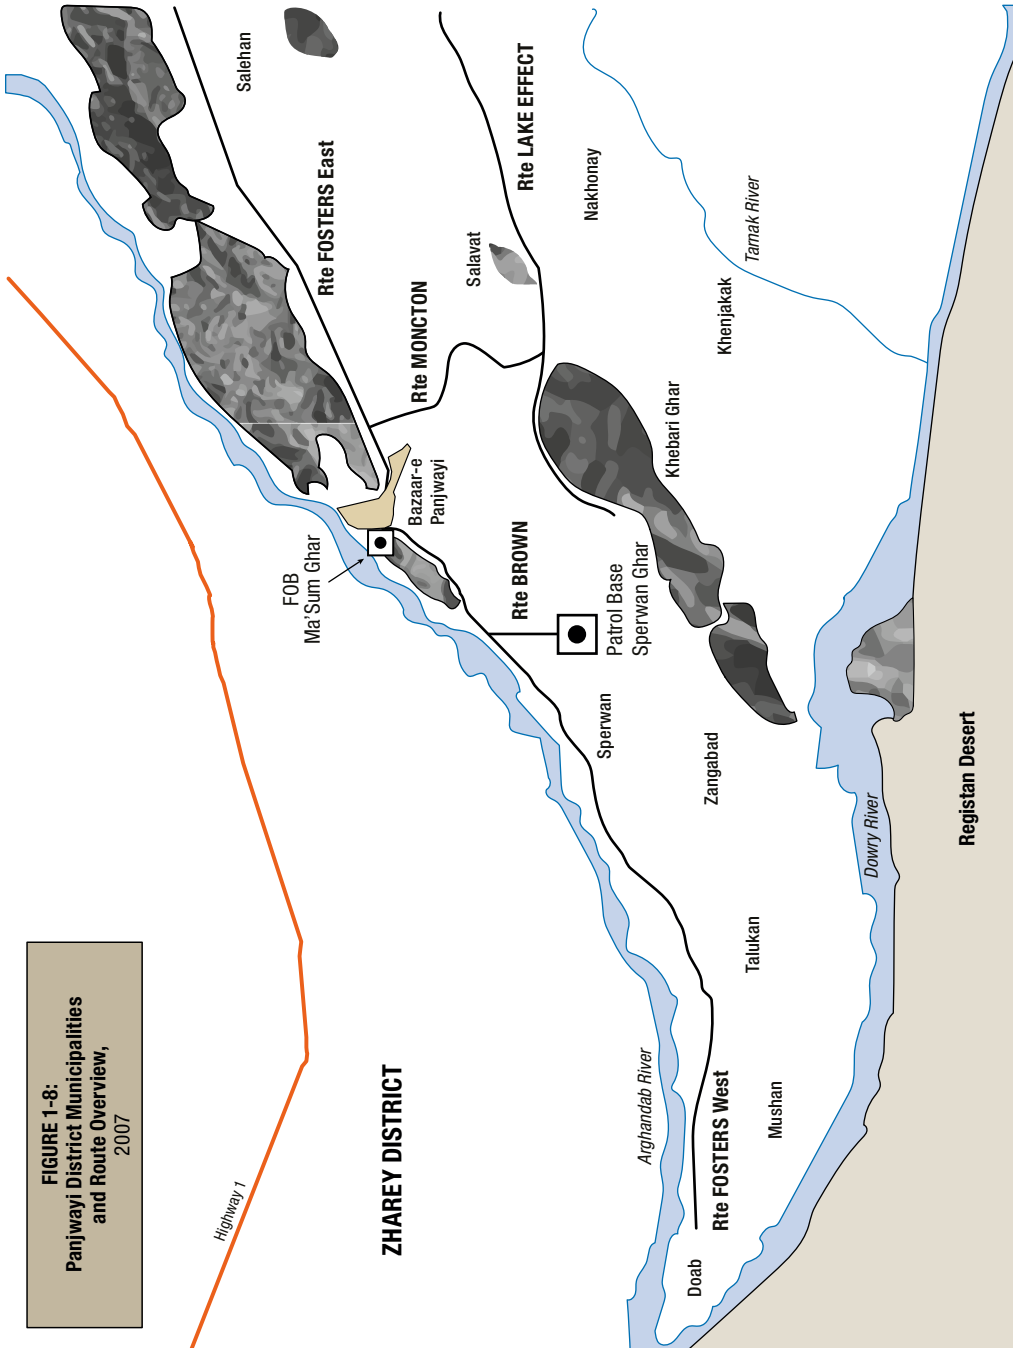 FIGURE 1-8:
Panjwayi District Municipalities
and Route Overview,
2007
Highway 1
ZHAREY DISTRICT
Arghandab River
Doab
Rte FOSTERS West
Mushan
Talukan
Zangabad
Sperwan
Dowry River
Registan Desert
FOB
Ma'Sum Ghar
Bazaar-e
Panjwayi
Rte BROWN
Patrol Base
Sperwan Ghar
Khebari Ghar
Rte MONCTON
Rte FOSTERS East
Salehan
Salavat
Rte LAKE EFFECT
Nakhonay
Khenjakak
Tarnak River